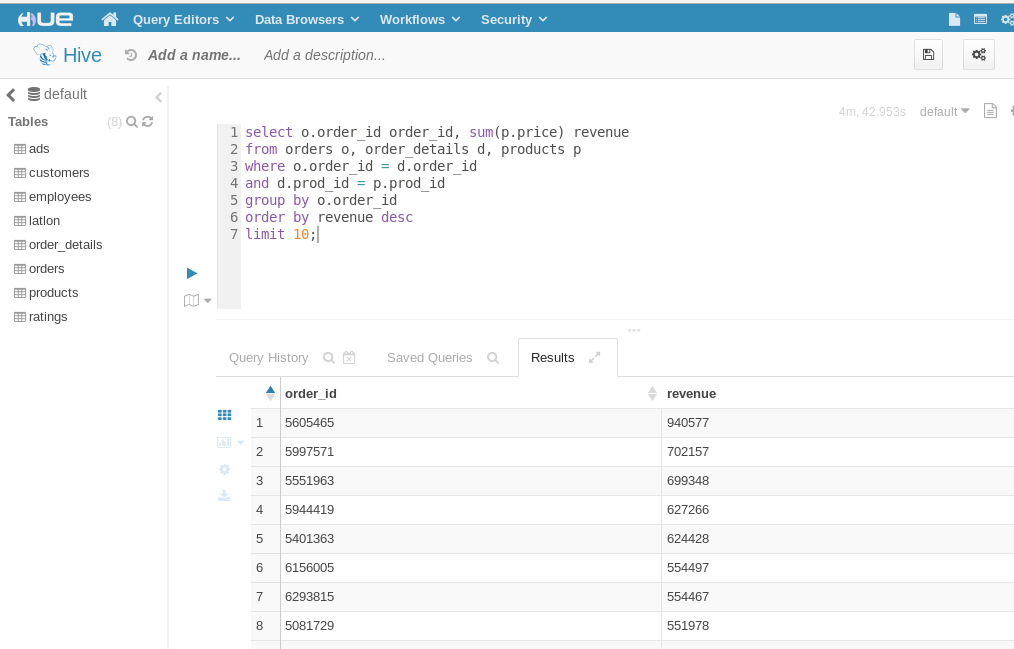 HUE Query Editors Data Browsers Workflows Security
Hive Add a name... Add a description...
default
Tables (8)
ads
customers
employees
latlon
order_details
orders
products
ratings
4m, 42.953s default
1 select o.order_id order_id, sum(p.price) revenue
2 from orders o, order_details d, products p
3 where o.order_id = d.order_id
4 and d.prod_id = p.prod_id
5 group by o.order_id
6 order by revenue desc
7 limit 10;
Query History Saved Queries Results
order_id revenue
1 5605465 940577
2 5997571 702157
3 5551963 699348
4 5944419 627266
5 5401363 624428
6 6156005 554497
7 6293815 554467
8 5081729 551978